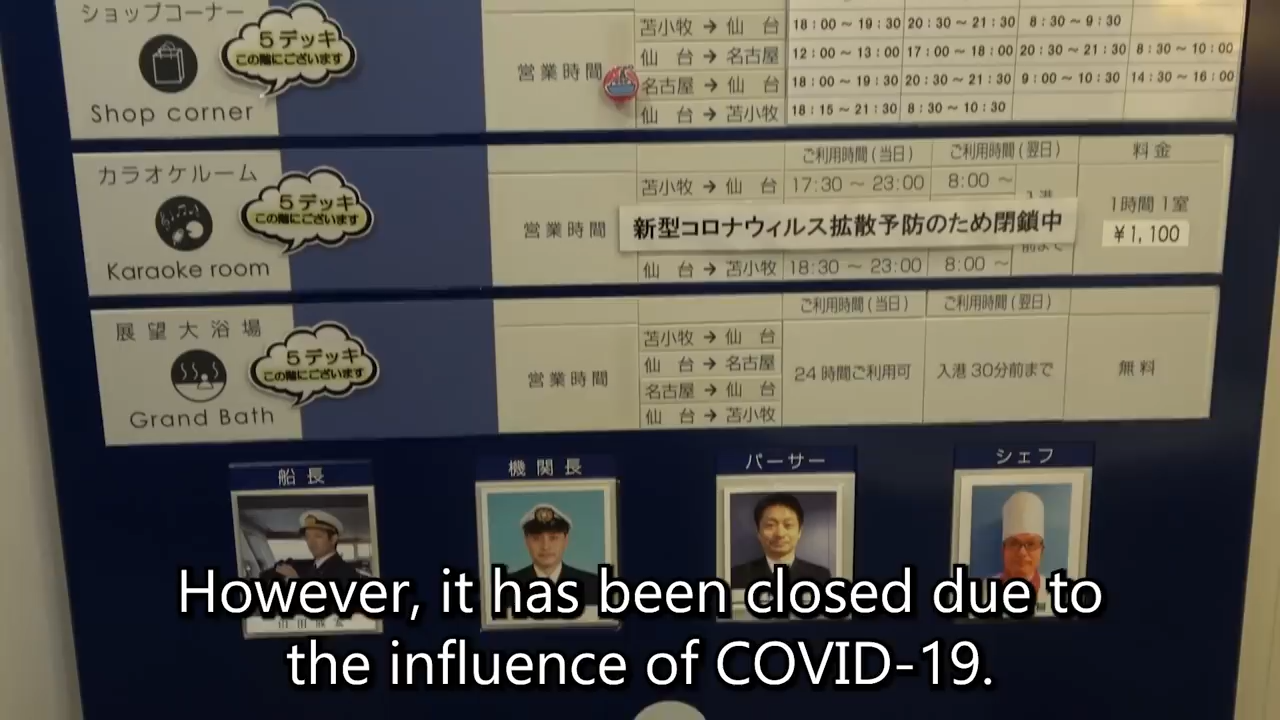 ショップコーナー
Shop corner
5デッキ
この階にございます
営業時間
苫小牧 → 仙台 18:00 ～ 19:30 20:30 ～ 21:30 8:30 ～ 9:30
仙台 → 名古屋 12:00 ～ 13:00 17:00 ～ 18:00 20:30 ～ 21:30 8:30 ～ 10:00
名古屋 → 仙台 18:00 ～ 19:30 20:30 ～ 21:30 9:00 ～ 10:30 14:30 ～ 16:00
仙台 → 苫小牧 18:15 ～ 21:30 8:30 ～ 10:30
カラオケルーム
Karaoke room
5デッキ
この階にございます
営業時間
ご利用時間(当日) ご利用時間(翌日) 料金
苫小牧 → 仙台 17:30 ～ 23:00 8:00 ～
新型コロナウィルス拡散予防のため閉鎖中
仙台 → 苫小牧 18:30 ～ 23:00 8:00 ～
1時間 1室
¥1,100
展望大浴場
Grand Bath
5デッキ
この階にございます
営業時間
ご利用時間(当日) ご利用時間(翌日)
苫小牧 → 仙台
仙台 → 名古屋
名古屋 → 仙台
仙台 → 苫小牧
24時間ご利用可
入港30分前まで
無料
船長 機関長 パーサー シェフ
However, it has been closed due to
the influence of COVID-19.